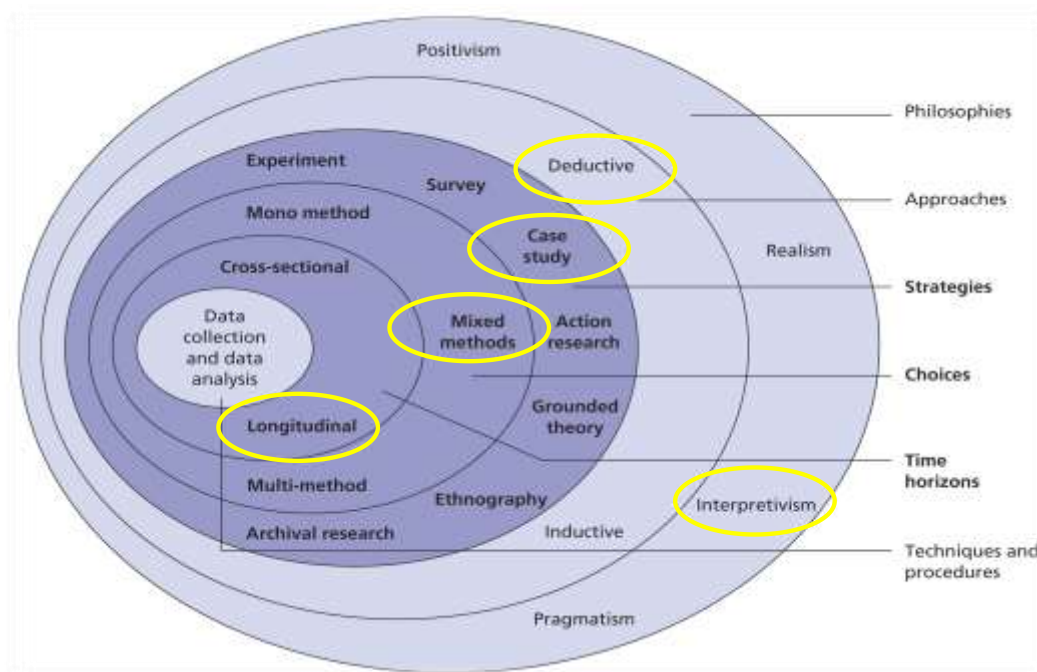 Positivism
Philosophies
Experiment
Deductive
Survey
Approaches
Mono method
Case
study
Realism
Cross-sectional
Strategies
Data
collection
and data
analysis
Mixed
methods
Action
research
Choices
Longitudinal
Grounded
theory
Time
horizons
Multi-method
Ethnography
Interpretivism
Archival research
Inductive
Techniques and
procedures
Pragmatism